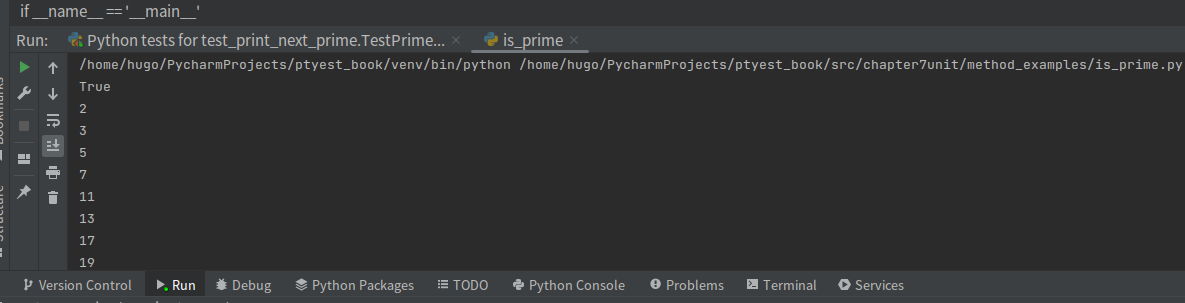 if __name__ == '__main__'
Run: Python tests for test_print_next_prime.TestPrime... × is_prime ×
/home/hugo/PycharmProjects/ptyest_book/venv/bin/python /home/hugo/PycharmProjects/ptyest_book/src/chapter7unit/method_examples/is_prime.py
True
2
3
5
7
11
13
17
19
Version Control Run Debug Python Packages TODO Python Console Problems Terminal Services